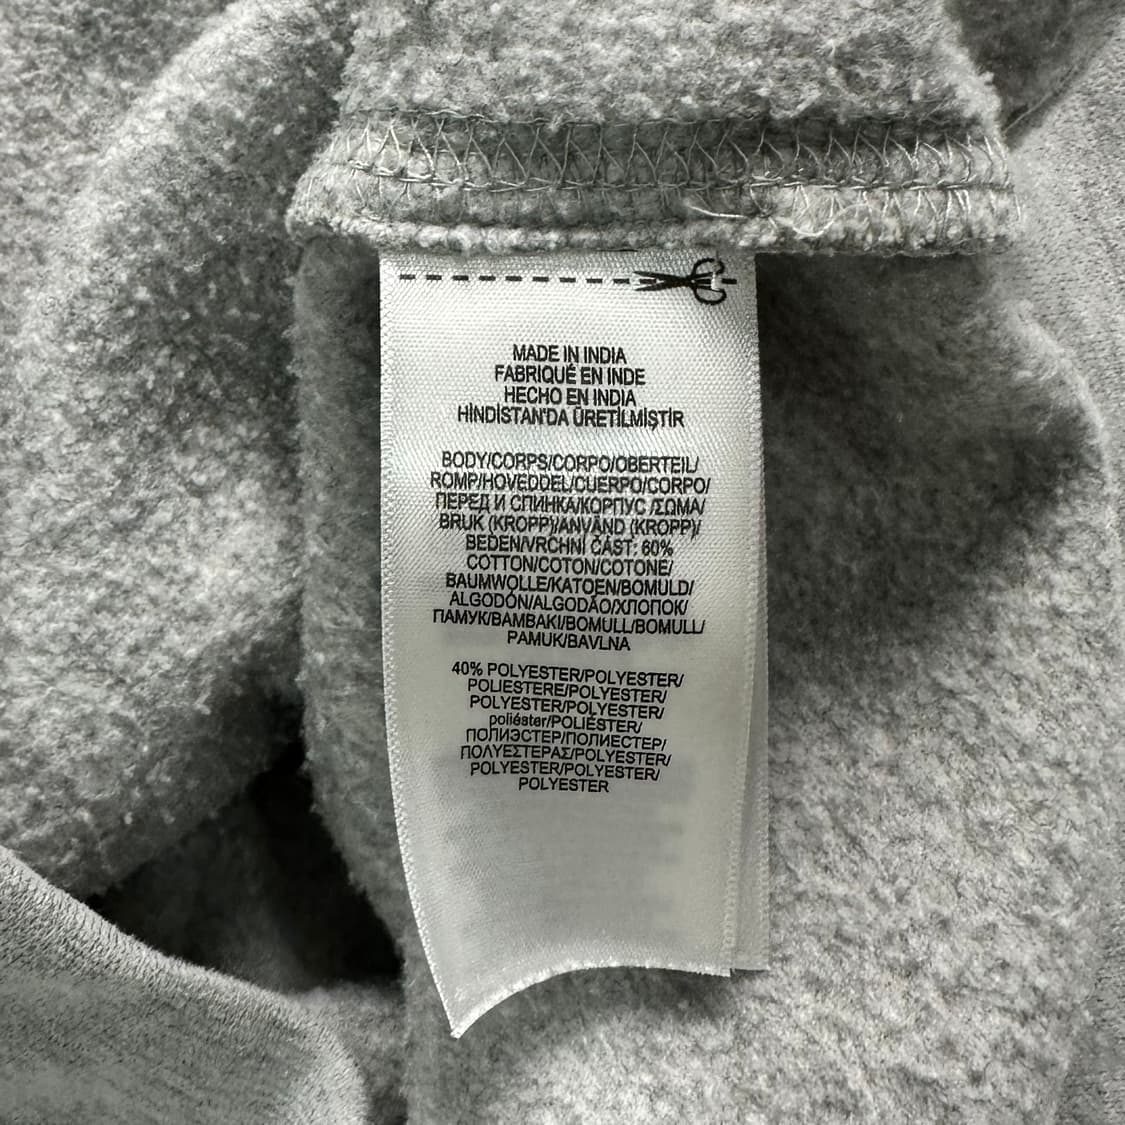 MADE IN INDIA
FABRIQUÉ EN INDE
HECHO EN INDIA
HİNDİSTAN'DA ÜRETİLMİŞTİR
BODY/CORPS/CORPO/OBERTEIL/
ROMP/HOVEDDEL/CUERPO/CORPO/
ПЕРЕД И СПИНКА/КОРПУС /ΣΩΜΑ/
BRUK (KROPP)/ANVÄND (KROPP)/
BEDEN/VRCHNÍ ČÁST: 60%
COTTON/COTON/COTONE/
BAUMWOLLE/KATOEN/BOMULD/
ALGODÓN/ALGODÃO/ХЛОПОК/
ПАМУК/ΒΑΜΒΑΚΙ/BOMULL/BOMULL/
PAMUK/BAVLNA
40% POLYESTER/POLYESTER/
POLIESTERE/POLYESTER/
POLYESTER/POLYESTER/
poliéster/POLIÉSTER/
ПОЛИЭСТЕР/ПОЛИЕСТЕР/
ΠΟΛΥΕΣΤΕΡΑΣ/POLYESTER/
POLYESTER/POLYESTER/
POLYESTER